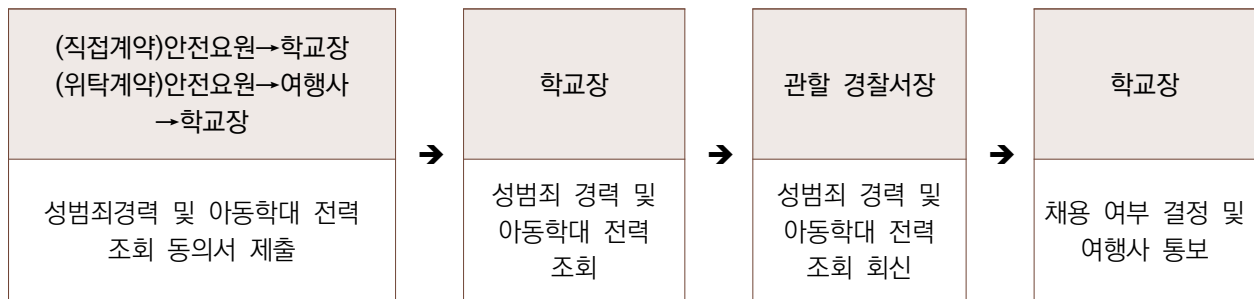 (직접계약)안전요원→학교장
(위탁계약)안전요원→여행사
→학교장
성범죄경력 및 아동학대 전력
조회 동의서 제출
➔
학교장
성범죄 경력 및
아동학대 전력
조회
➔
관할 경찰서장
성범죄 경력 및
아동학대 전력
조회 회신
➔
학교장
채용 여부 결정 및
여행사 통보